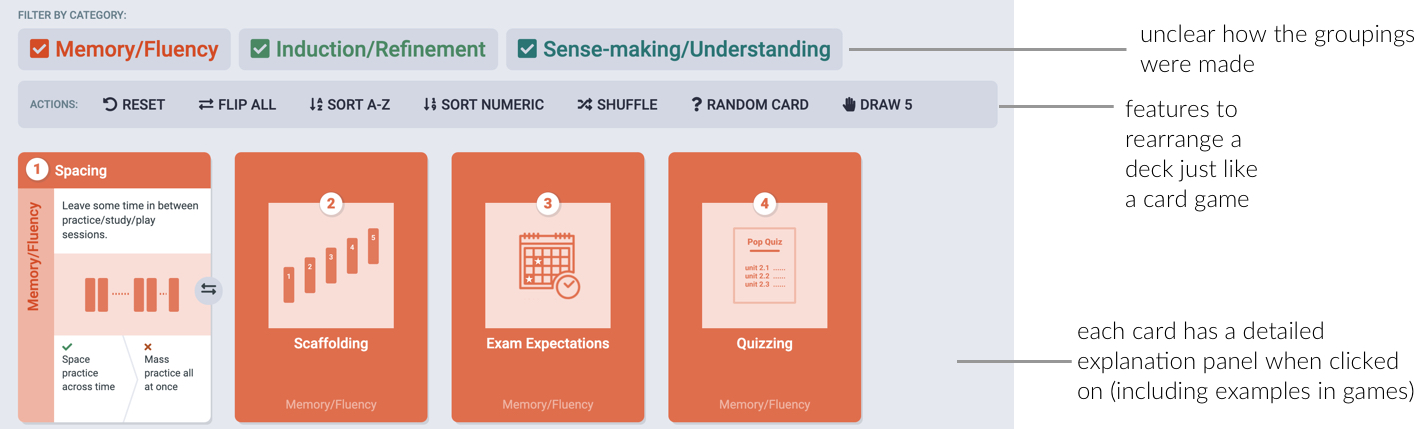 FILTER BY CATEGORY:
Memory/Fluency
Induction/Refinement
Sense-making/Understanding
unclear how the groupings
were made
ACTIONS:
RESET
FLIP ALL
SORT A-Z
SORT NUMERIC
SHUFFLE
? RANDOM CARD
DRAW 5
features to
rearrange a
deck just like
a card game
1 Spacing
Memory/Fluency
Leave some time in between
practice/study/play
sessions.
Space
practice
across time
Mass
practice all
at once
2
1
2
3
4
5
Scaffolding
Memory/Fluency
3
Exam Expectations
Memory/Fluency
4
Pop Quiz
unit 2.1 ......
unit 2.2 ......
unit 2.3 ......
Quizzing
Memory/Fluency
each card has a detailed
explanation panel when clicked
on (including examples in games)